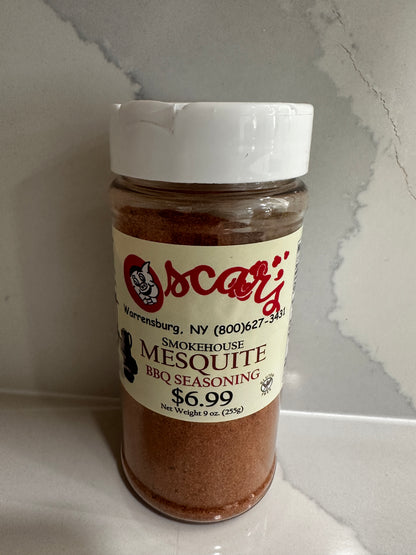 Oscar's
Warrensburg, NY (800)627-3431
SMOKEHOUSE
MESQUITE
BBQ SEASONING
$6.99
Net Weight 9 oz. (255g)